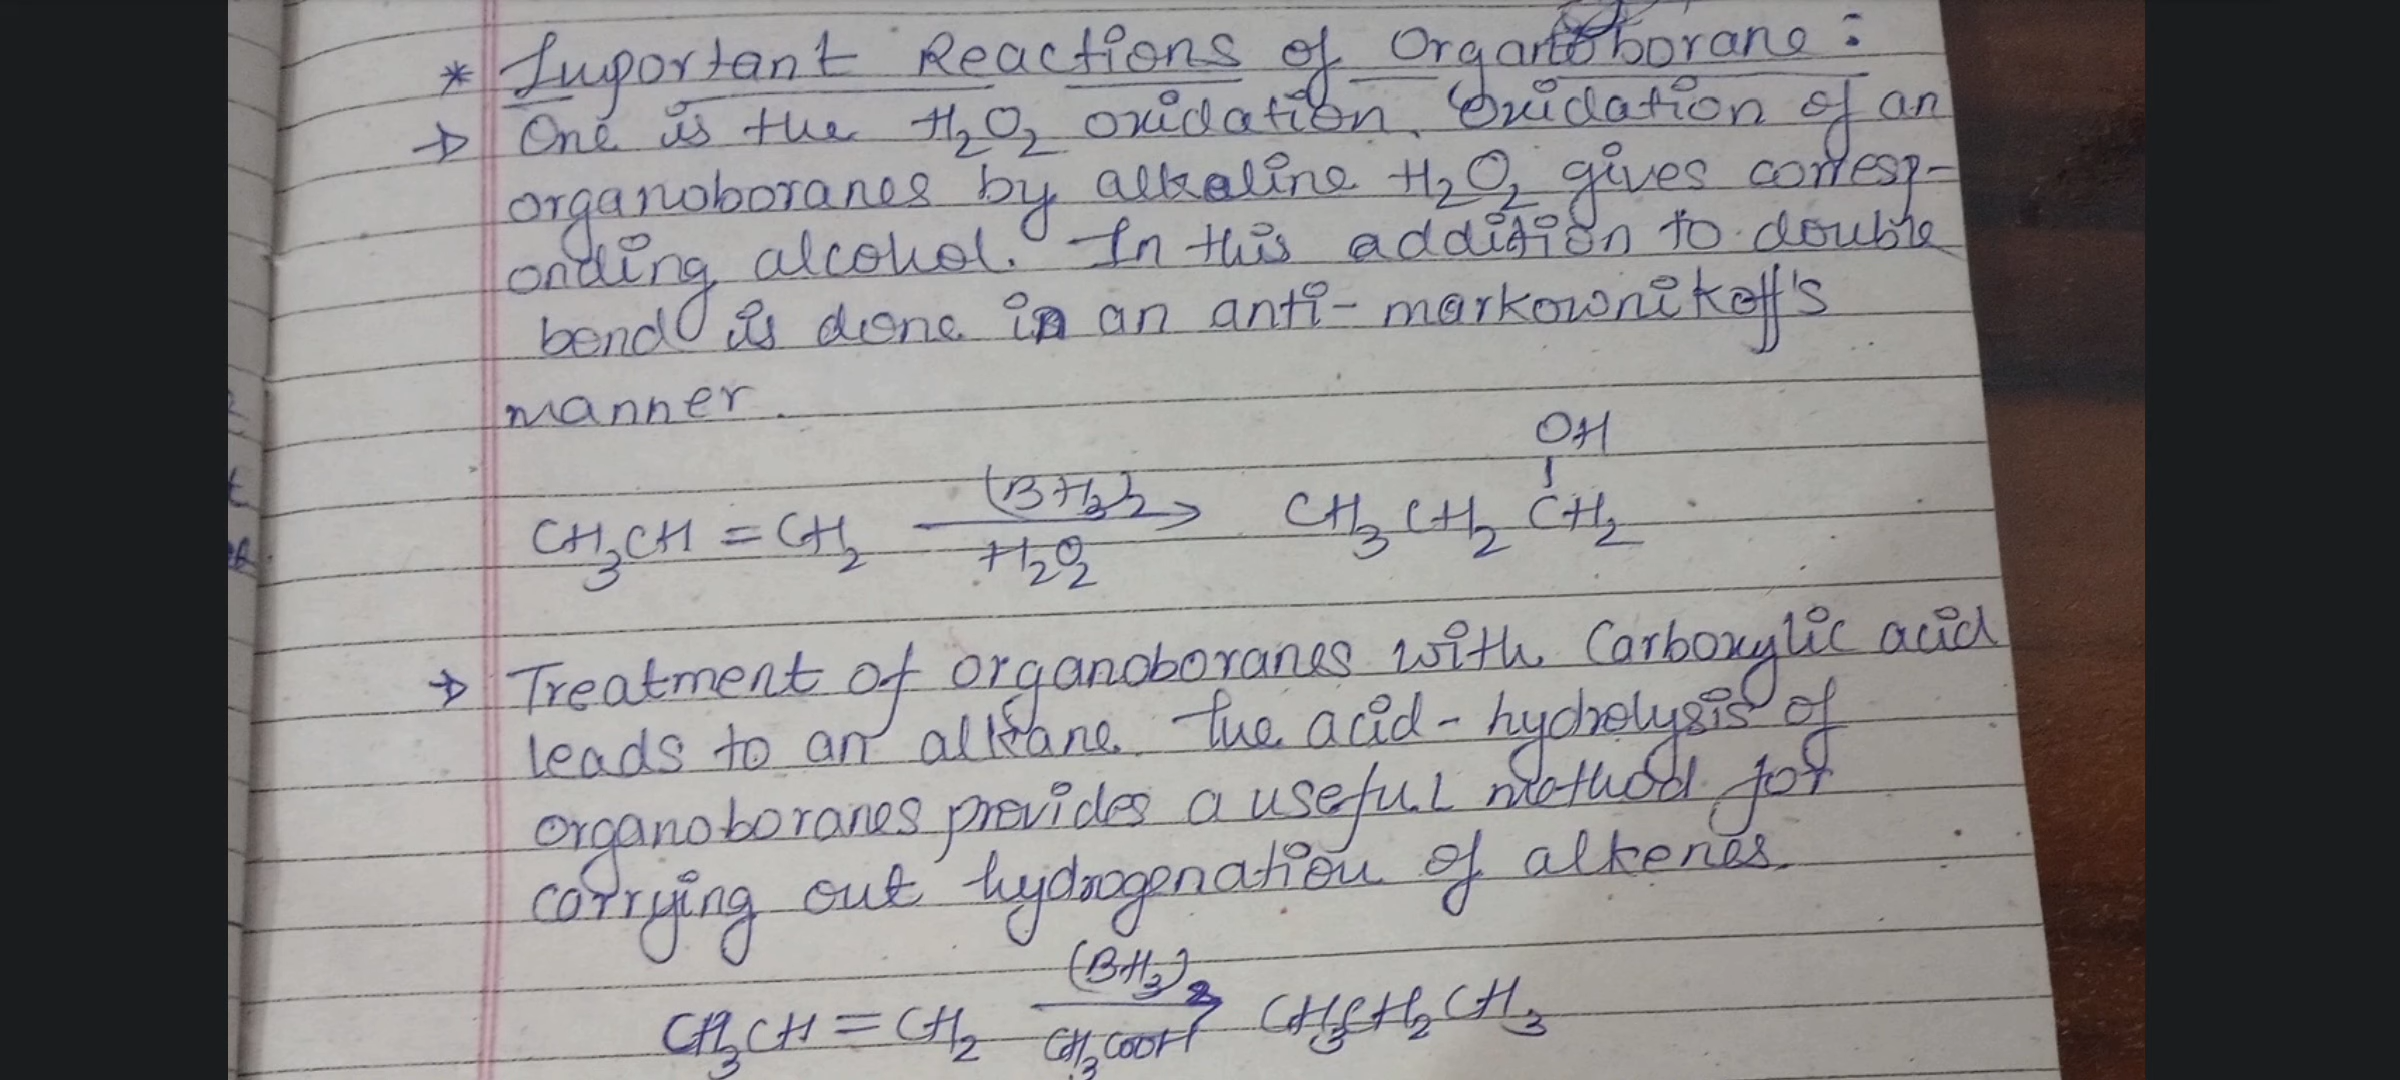 * Important Reactions of Organoborane :
→ One is the H₂O₂ oxidation. Oxidation of an
organoboranes by alkaline H₂O₂ gives corresp-
onding alcohol. In this addition to double
bond is done in an anti-markownikoff's
manner.
OH
(BH₃)₂
CH₃CH = CH₂ → CH₃ CH₂ CH₂
H₂O₂
→ Treatment of organoboranes with Carboxylic acid
leads to an alkane. The acid-hydrolysis of
organoboranes provides a useful method for
carrying out hydrogenation of alkenes.
(BH₃)₂
CH₃CH = CH₂ → CH₃CH₂CH₃
CH₃COOH